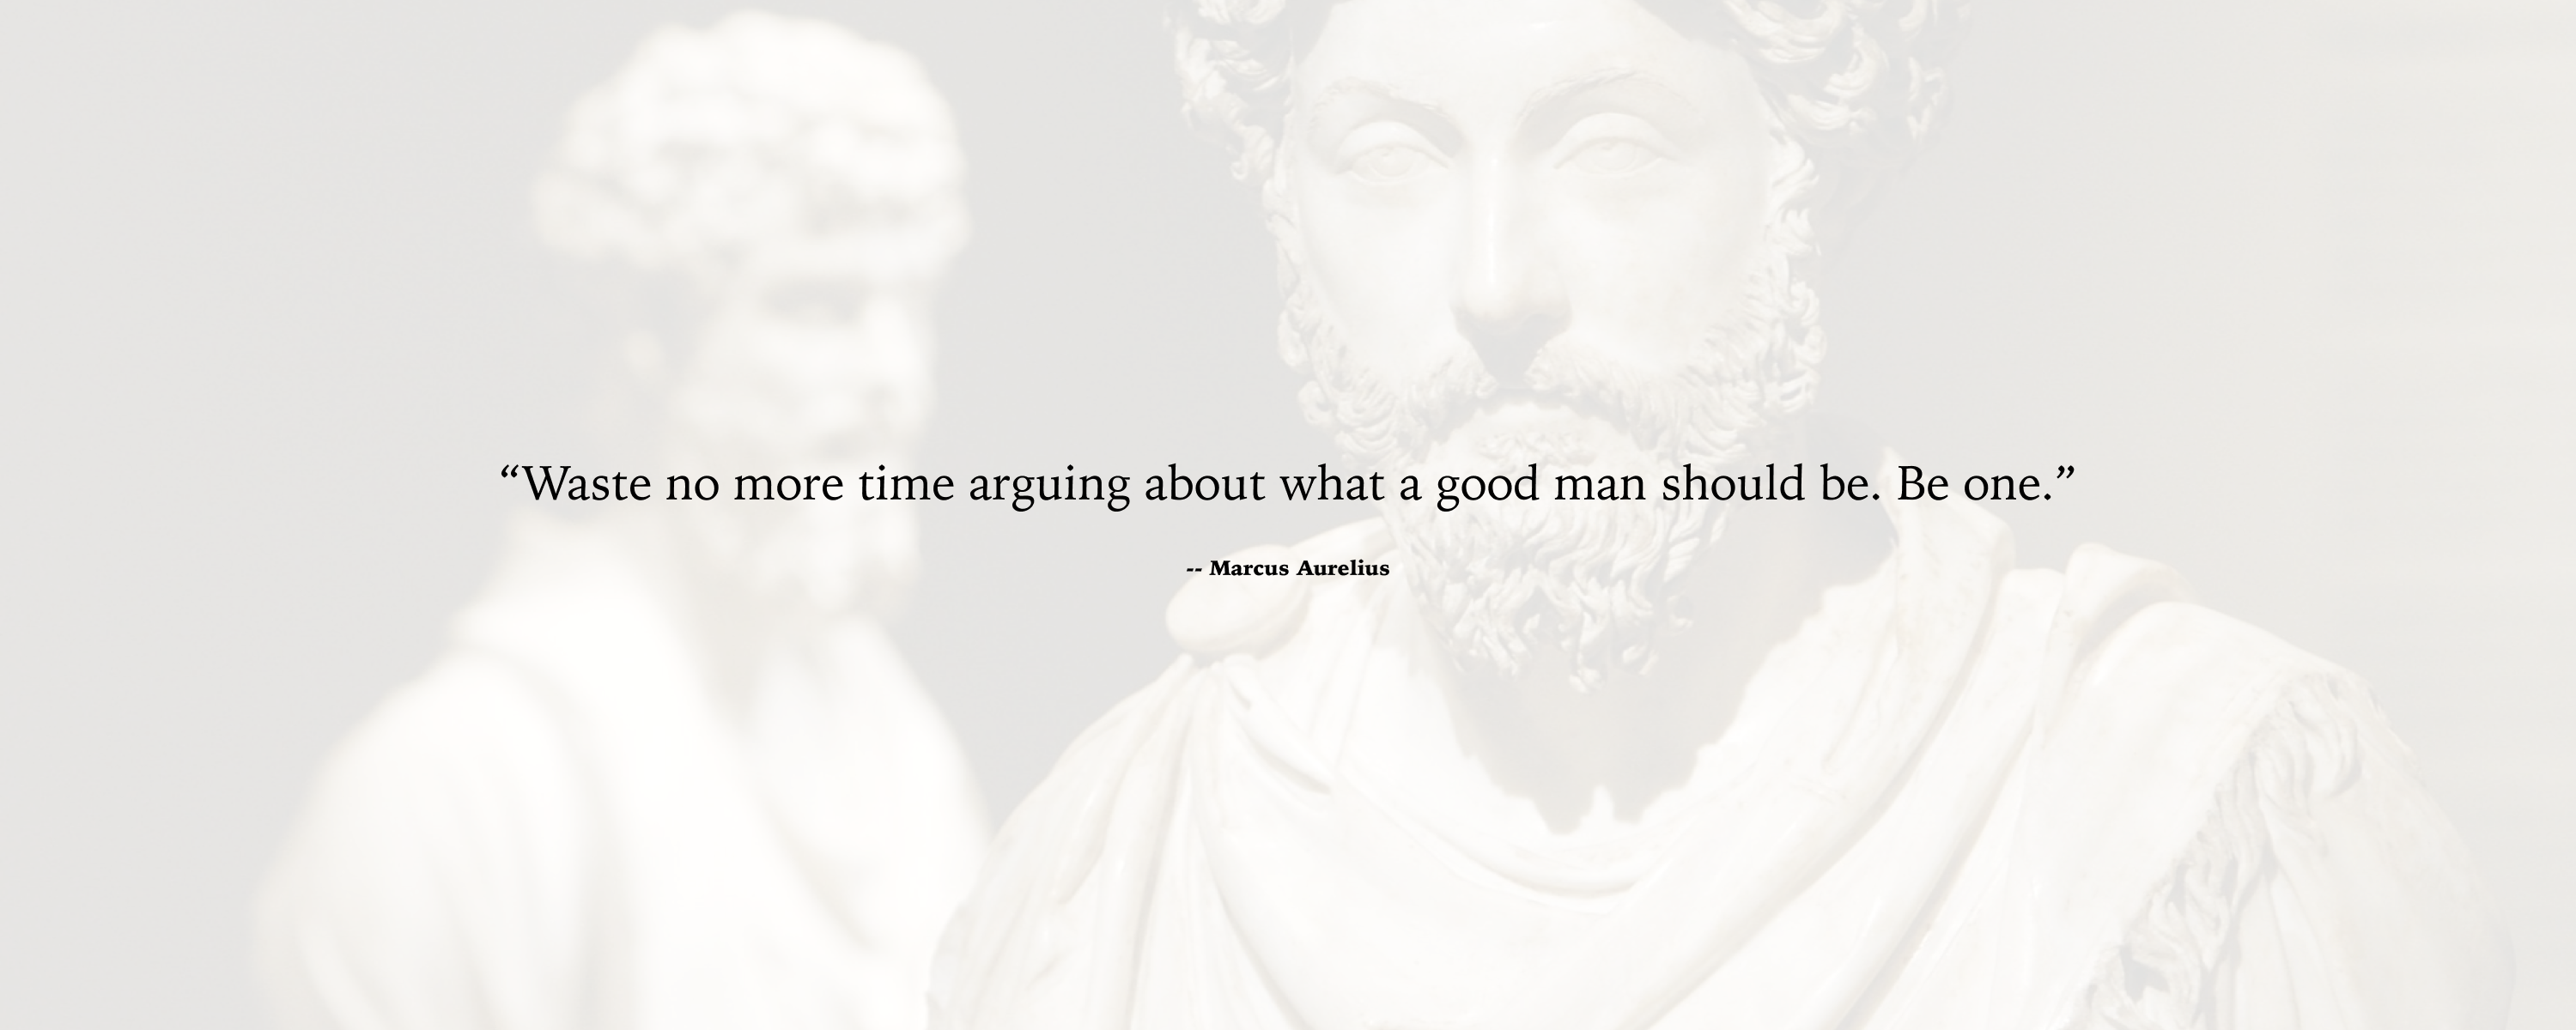 “Waste no more time arguing about what a good man should be. Be one.”
-- Marcus Aurelius